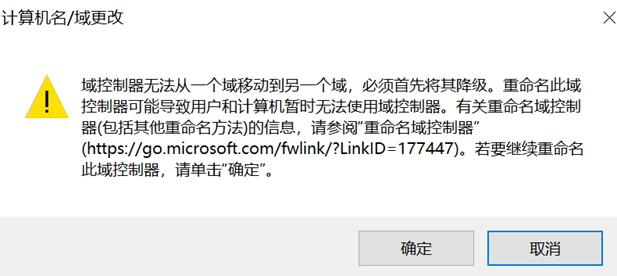 计算机名/域更改
域控制器无法从一个域移动到另一个域，必须首先将其降级。重命名此域
控制器可能导致用户和计算机暂时无法使用域控制器。有关重命名域控制
器(包括其他重命名方法)的信息，请参阅“重命名域控制器”
(https://go.microsoft.com/fwlink/?LinkID=177447)。若要继续重命名
此域控制器，请单击“确定”。
确定
取消